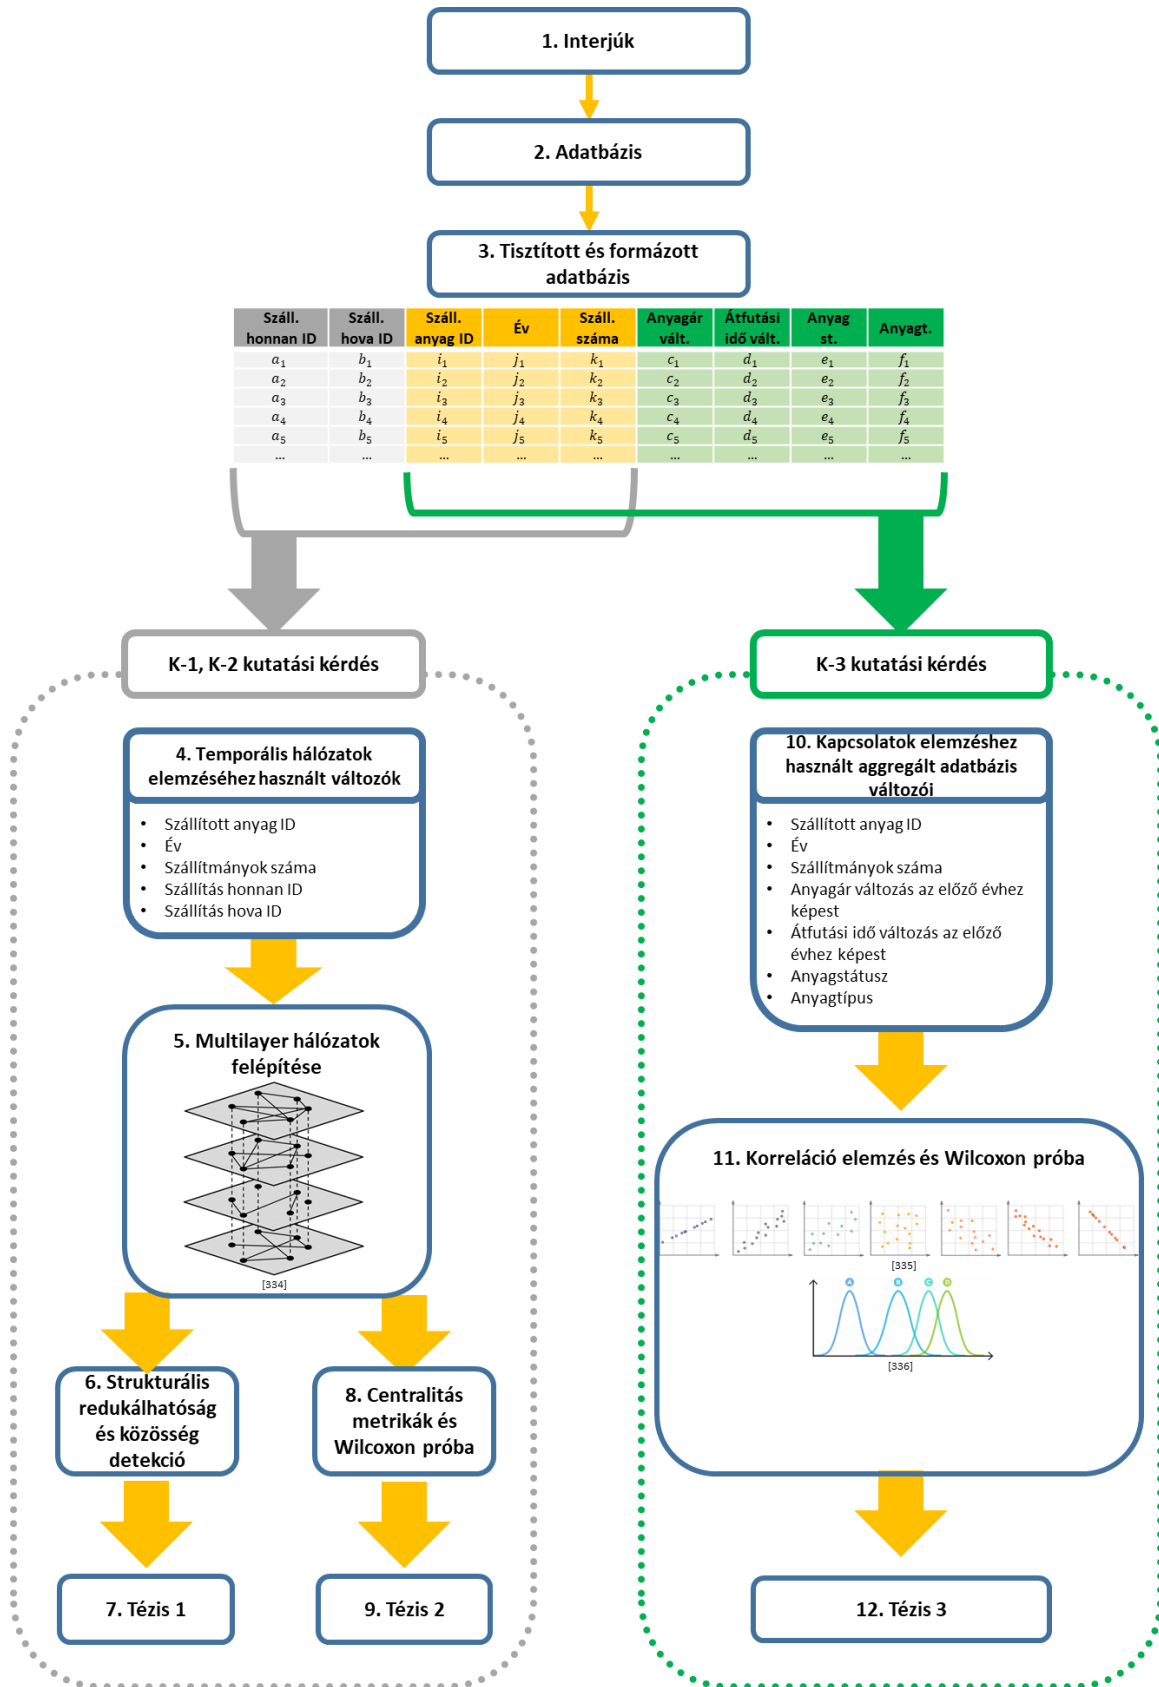 1. Interjúk
2. Adatbázis
3. Tisztított és formázott
adatbázis
Száll. honnan ID Száll. hova ID Száll. anyag ID Év Száll. száma Anyagár vált. Átfutási idő vált. Anyag st. Anyagt.
a₁ b₁ i₁ j₁ k₁ c₁ d₁ e₁ f₁
a₂ b₂ i₂ j₂ k₂ c₂ d₂ e₂ f₂
a₃ b₃ i₃ j₃ k₃ c₃ d₃ e₃ f₃
a₄ b₄ i₄ j₄ k₄ c₄ d₄ e₄ f₄
a₅ b₅ i₅ j₅ k₅ c₅ d₅ e₅ f₅
... ... ... ... ... ... ... ... ...
K-1, K-2 kutatási kérdés
4. Temporális hálózatok
elemzéséhez használt változók
• Szállított anyag ID
• Év
• Szállítmányok száma
• Szállítás honnan ID
• Szállítás hova ID
5. Multilayer hálózatok
felépítése
[334]
6. Strukturális
redukálhatóság
és közösség
detekció
7. Tézis 1
8. Centralitás
metrikák és
Wilcoxon próba
9. Tézis 2
K-3 kutatási kérdés
10. Kapcsolatok elemzéshez
használt aggregált adatbázis
változói
• Szállított anyag ID
• Év
• Szállítmányok száma
• Anyagár változás az előző évhez
képest
• Átfutási idő változás az előző
évhez képest
• Anyagstátusz
• Anyagtípus
11. Korreláció elemzés és Wilcoxon próba
[335]
A B C D
[336]
12. Tézis 3